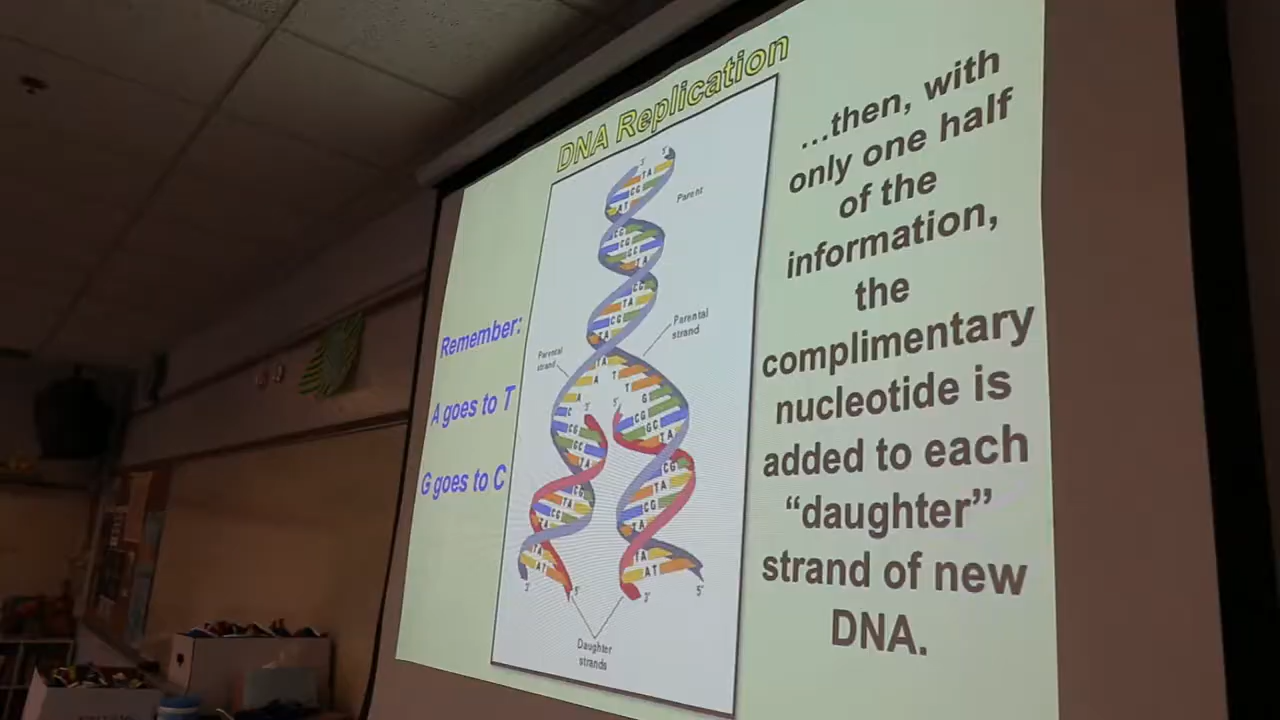 DNA Replication
Remember:
A goes to T
G goes to C
Parent
Parental
strand
Parental
strand
Daughter
strands
...then, with
only one half
of the
information,
the
complimentary
nucleotide is
added to each
“daughter”
strand of new
DNA.